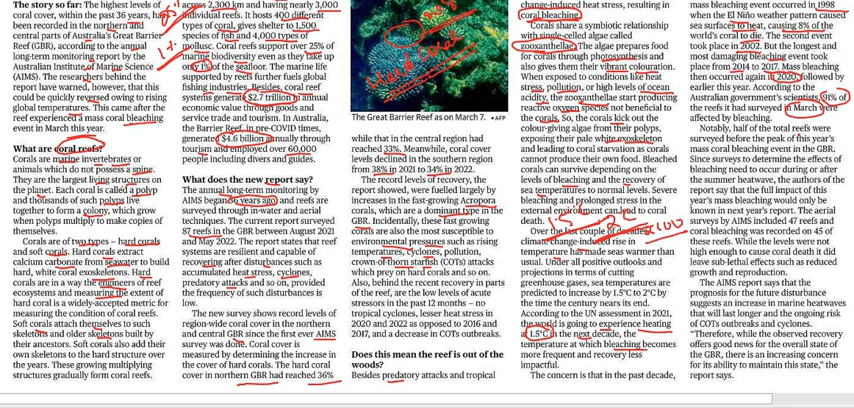 The story so far: The highest levels of
coral cover, within the past 36 years, has
been recorded in the northern and
central parts of Australia's Great Barrier
Reef (GBR), according to the annual
long-term monitoring report by the
Australian Institute of Marine Science
(AIMS). The researchers behind the
report have warned, however, that this
could be quickly reversed owing to rising
global temperatures. This came after the
reef experienced a mass coral bleaching
event in March this year.
What are coral reefs?
Corals are marine invertebrates or
animals which do not possess a spine.
They are the largest living structures on
the planet. Each coral is called a polyp
and thousands of such polyps live
together to form a colony, which grow
when polyps multiply to make copies of
themselves.
Corals are of two types – hard corals
and soft corals. Hard corals extract
calcium carbonate from seawater to build
hard, white coral exoskeletons. Hard
corals are in a way the engineers of reef
ecosystems and measuring the extent of
hard coral is a widely-accepted metric for
measuring the condition of coral reefs.
Soft corals attach themselves to such
skeletons and older skeletons built by
their ancestors. Soft corals also add their
own skeletons to the hard structure over
the years. These growing multiplying
structures gradually form coral reefs.
across 2,300 km and having nearly 3,000
individual reefs. It hosts 400 different
types of coral, gives shelter to 1,500
species of fish and 4,000 types of
mollusc. Coral reefs support over 25% of
marine biodiversity even as they take up
only 1% of the seafloor. The marine life
supported by reefs further fuels global
fishing industries. Besides, coral reef
systems generate $2.7 trillion in annual
economic value through goods and
service trade and tourism. In Australia,
the Barrier Reef, in pre-COVID times,
generated $4.6 billion annually through
tourism and employed over 60,000
people including divers and guides.
What does the new report say?
The annual long-term monitoring by
AIMS began 36 years ago and reefs are
surveyed through in-water and aerial
techniques. The current report surveyed
87 reefs in the GBR between August 2021
and May 2022. The report states that reef
systems are resilient and capable of
recovering after disturbances such as
accumulated heat stress, cyclones,
predatory attacks and so on, provided
the frequency of such disturbances is
low.
The new survey shows record levels of
region-wide coral cover in the northern
and central GBR since the first ever AIMS
survey was done. Coral cover is
measured by determining the increase in
the cover of hard corals. The hard coral
cover in northern GBR had reached 36%
The Great Barrier Reef as on March 7. • AFP
while that in the central region had
reached 33%. Meanwhile, coral cover
levels declined in the southern region
from 38% in 2021 to 34% in 2022.
The record levels of recovery, the
report showed, were fuelled largely by
increases in the fast-growing Acropora
corals, which are a dominant type in the
GBR. Incidentally, these fast growing
corals are also the most susceptible to
environmental pressures such as rising
temperatures, cyclones, pollution,
crown-of-thorn starfish (COTs) attacks
which prey on hard corals and so on.
Also, behind the recent recovery in parts
of the reef, are the low levels of acute
stressors in the past 12 months – no
tropical cyclones, lesser heat stress in
2020 and 2022 as opposed to 2016 and
2017, and a decrease in COTs outbreaks.
Does this mean the reef is out of the
woods?
Besides predatory attacks and tropical
change-induced heat stress, resulting in
coral bleaching.
Corals share a symbiotic relationship
with single-celled algae called
zooxanthellae. The algae prepares food
for corals through photosynthesis and
also gives them their vibrant colouration.
When exposed to conditions like heat
stress, pollution, or high levels of ocean
acidity, the zooxanthellae start producing
reactive oxygen species not beneficial to
the corals. So, the corals kick out the
colour-giving algae from their polyps,
exposing their pale white exoskeleton
and leading to coral starvation as corals
cannot produce their own food. Bleached
corals can survive depending on the
levels of bleaching and the recovery of
sea temperatures to normal levels. Severe
bleaching and prolonged stress in the
external environment can lead to coral
death.
1.5 - 2
x100
Over the last couple of decades,
climate change-induced rise in
temperature has made seas warmer than
usual. Under all positive outlooks and
projections in terms of cutting
greenhouse gases, sea temperatures are
predicted to increase by 1.5°C to 2°C by
the time the century nears its end.
According to the UN assessment in 2021,
the world is going to experience heating
at 1.5°C in the next decade, the
temperature at which bleaching becomes
more frequent and recovery less
impactful.
The concern is that in the past decade,
mass bleaching event occurred in 1998
when the El Niño weather pattern caused
sea surfaces to heat, causing 8% of the
world's coral to die. The second event
took place in 2002. But the longest and
most damaging bleaching event took
place from 2014 to 2017. Mass bleaching
then occurred again in 2020, followed by
earlier this year. According to the
Australian government's scientists, 91% of
the reefs it had surveyed in March were
affected by bleaching.
Notably, half of the total reefs were
surveyed before the peak of this year's
mass coral bleaching event in the GBR.
Since surveys to determine the effects of
bleaching need to occur during or after
the summer heatwave, the authors of the
report say that the full impact of this
year's mass bleaching would only be
known in next year's report. The aerial
surveys by AIMS included 47 reefs and
coral bleaching was recorded on 45 of
these reefs. While the levels were not
high enough to cause coral death it did
leave sub-lethal effects such as reduced
growth and reproduction.
The AIMS report says that the
prognosis for the future disturbance
suggests an increase in marine heatwaves
that will last longer and the ongoing risk
of COTs outbreaks and cyclones.
"Therefore, while the observed recovery
offers good news for the overall state of
the GBR, there is an increasing concern
for its ability to maintain this state," the
report says.